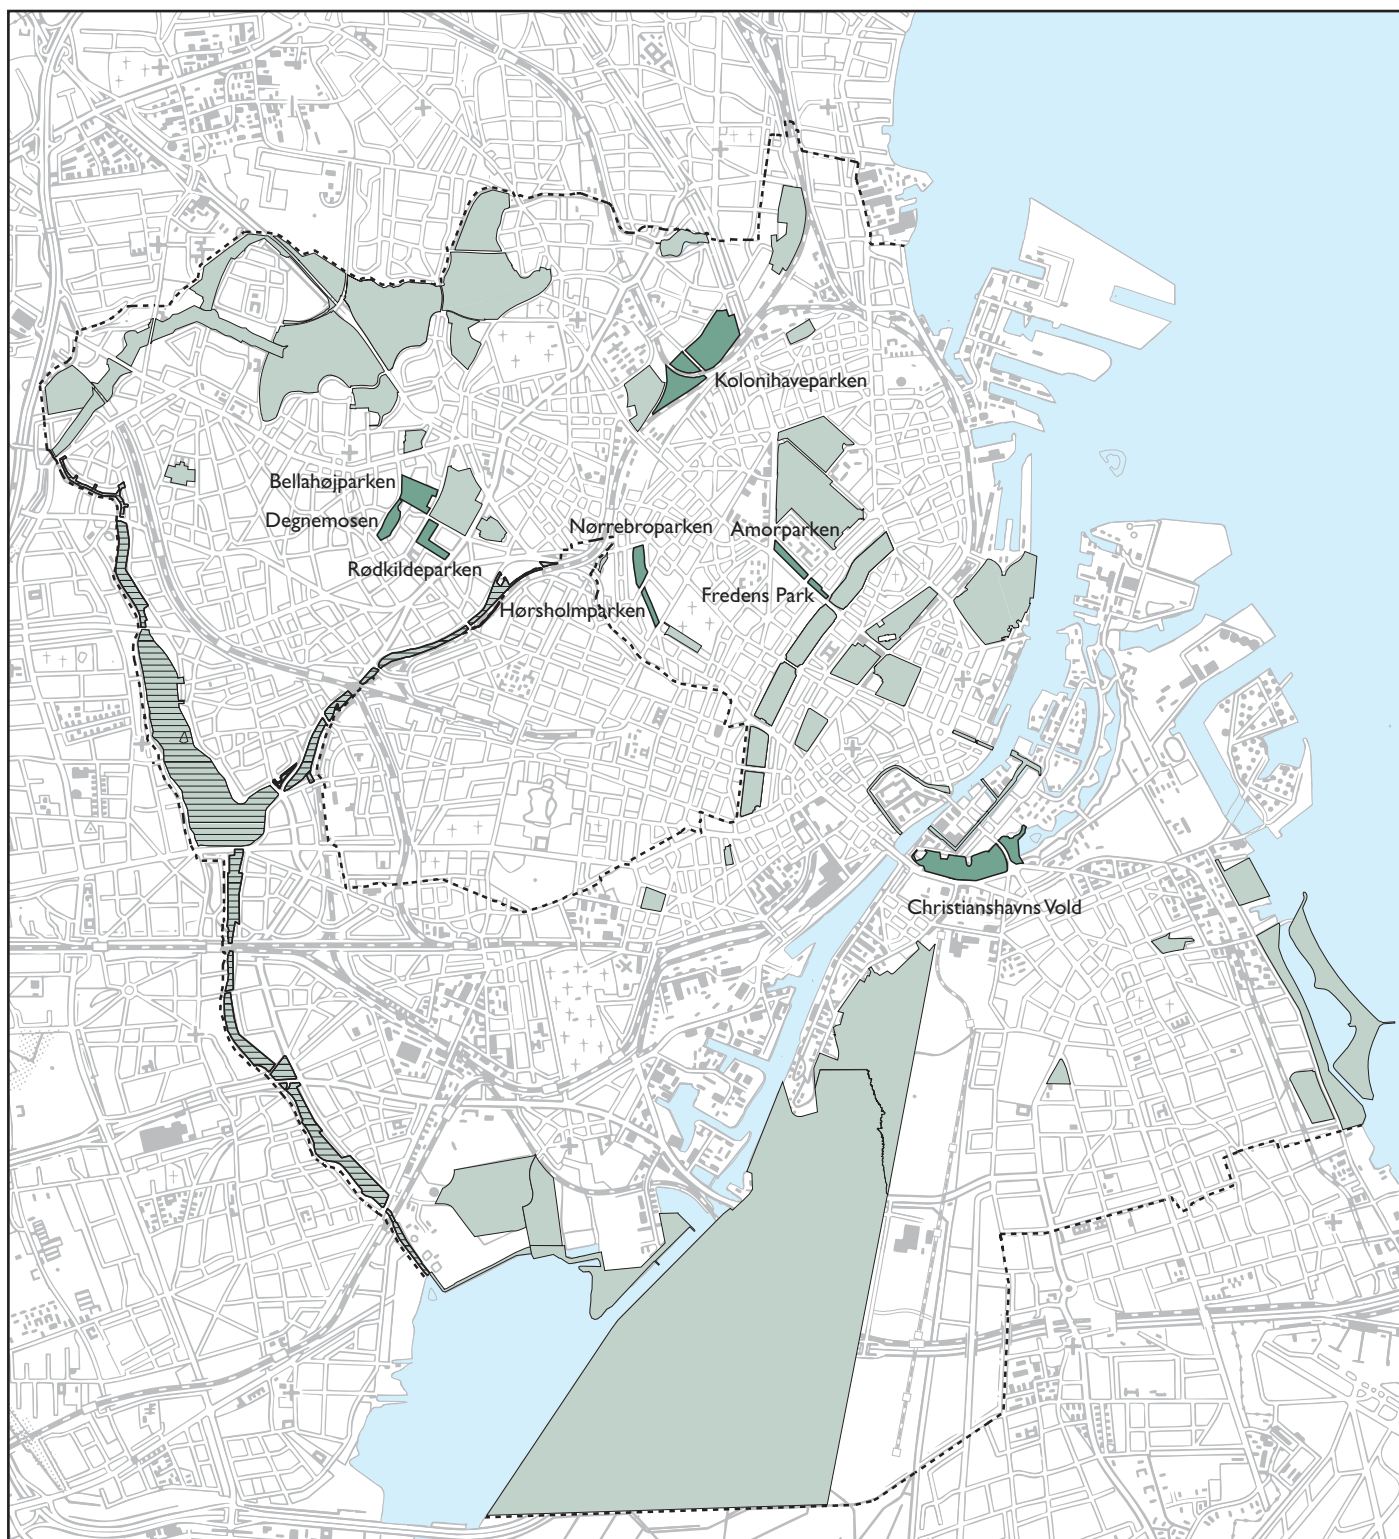 Kolonihaveparken
Bellahøjparken
Degnemosen
Nørrebroparken
Amorparken
Rødkildeparken
Fredens Park
Hørsholmparken
Christianshavns Vold